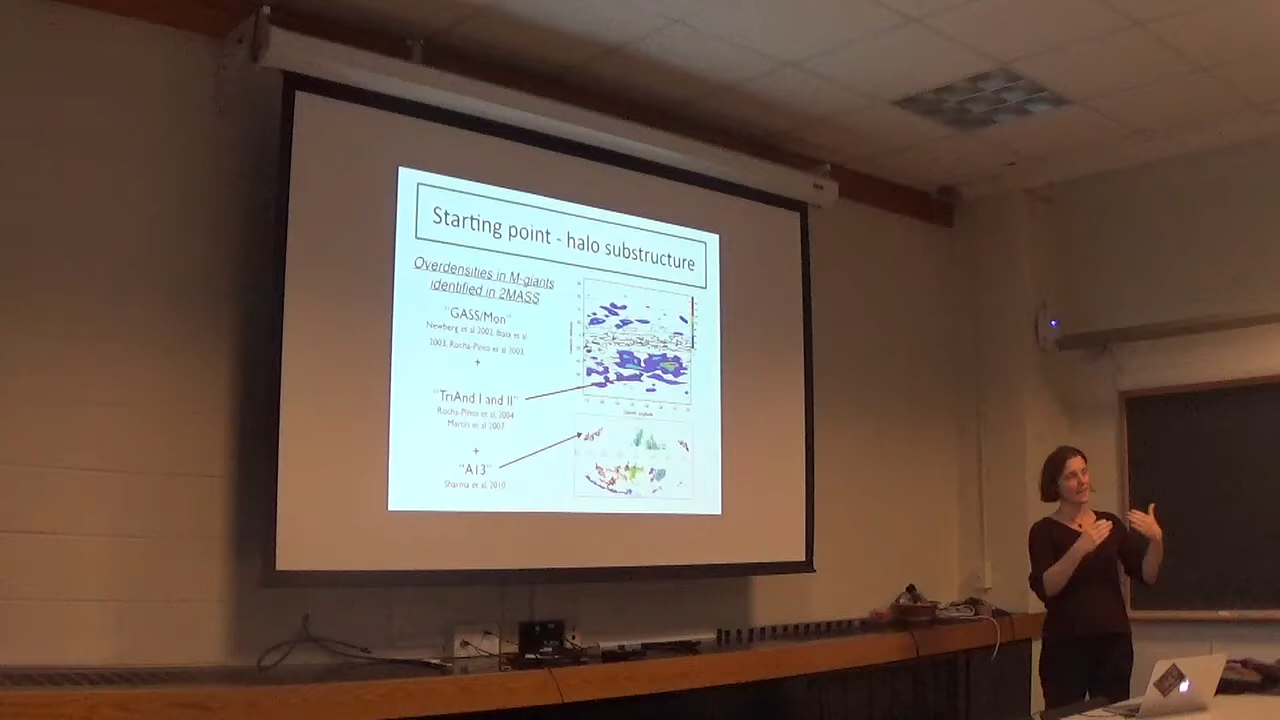 Starting point - halo substructure
Overdensities in M-giants
identified in 2MASS
"GASS/Mon"
Newberg et al 2002, Ibata et al
2003, Rocha-Pinto et al 2003
+
"TriAnd I and II"
Rocha-Pinto et al, 2004
Martin et al 2007
+
"A13"
Sharma et al, 2010